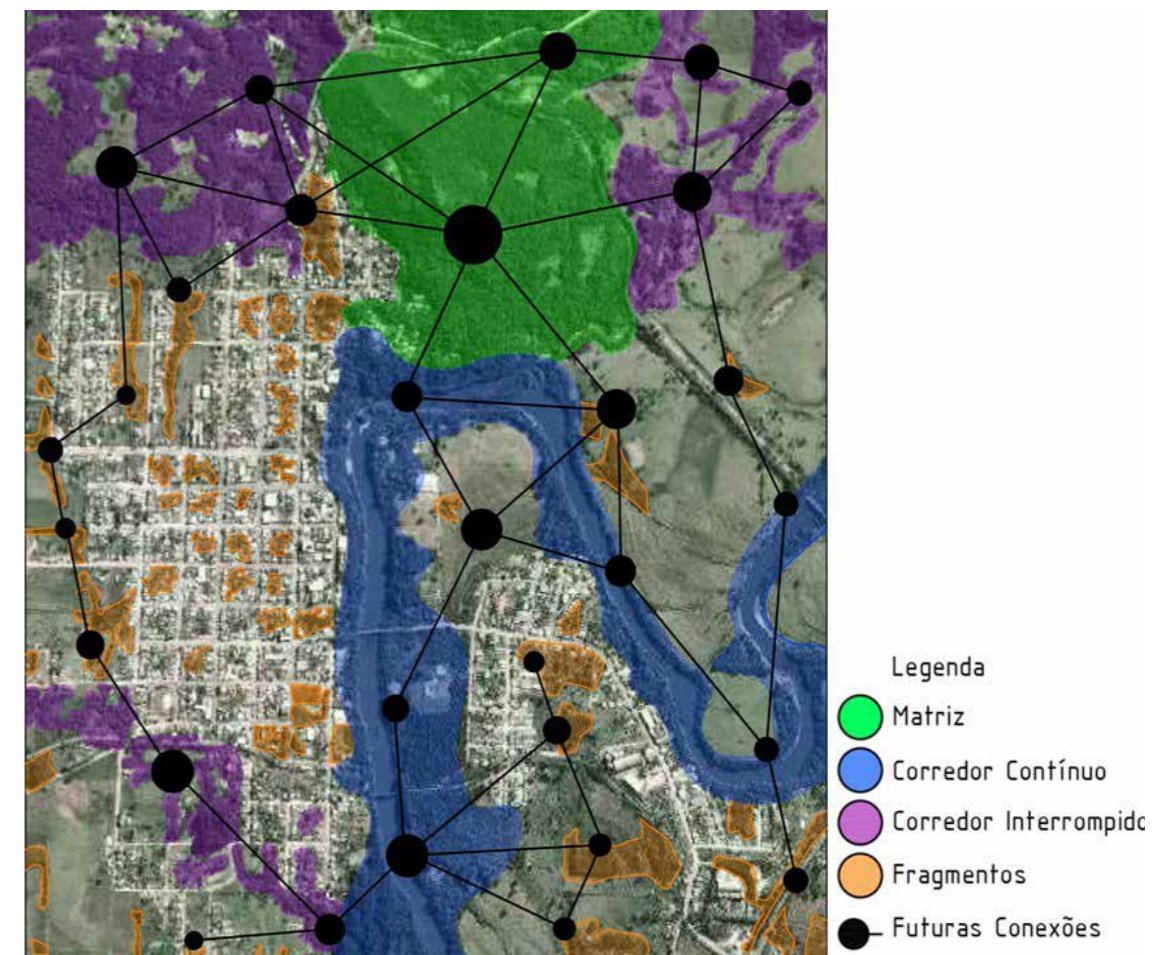 Legenda
Matriz
Corredor Contínuo
Corredor Interrompido
Fragmentos
Futuras Conexões